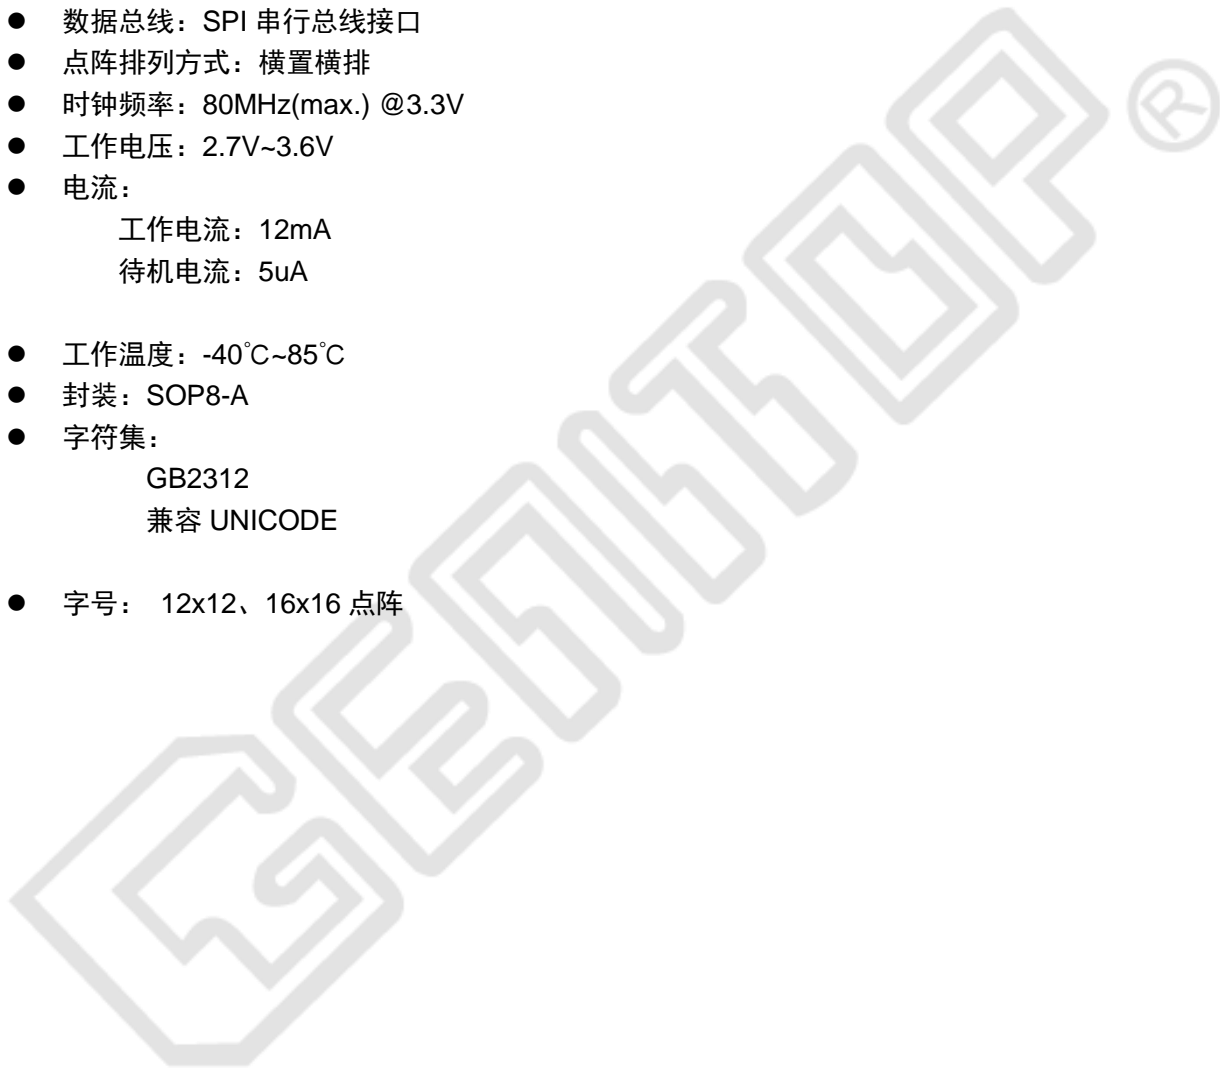 ● 数据总线：SPI 串行总线接口
● 点阵排列方式：横置横排
● 时钟频率：80MHz(max.) @3.3V
● 工作电压：2.7V~3.6V
● 电流：
工作电流：12mA
待机电流：5uA
● 工作温度：-40℃~85℃
● 封装：SOP8-A
● 字符集：
GB2312
兼容 UNICODE
● 字号： 12x12、16x16 点阵
GENITOP®